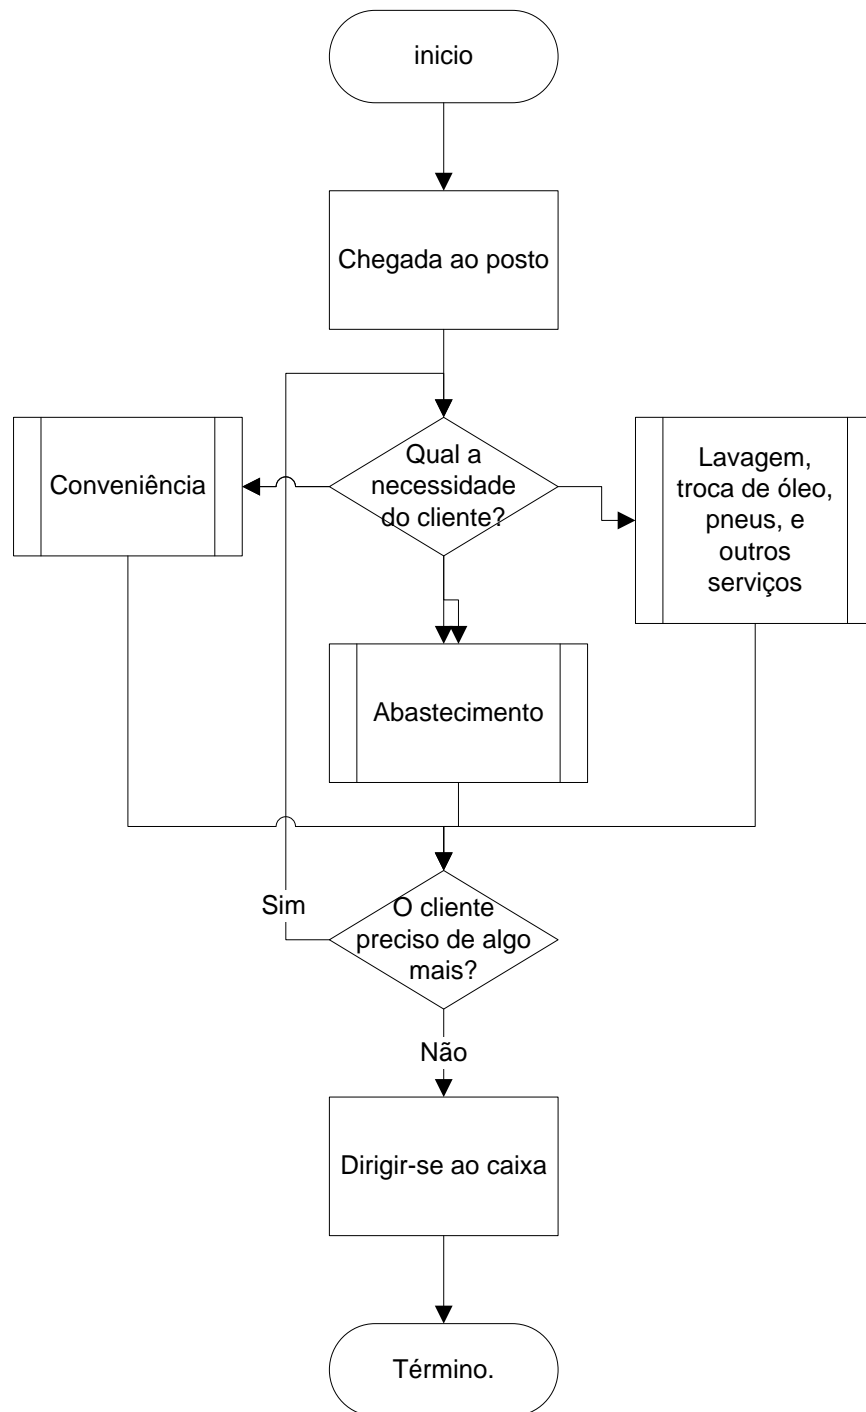 inicio
Chegada ao posto
Qual a
necessidade
do cliente?
Conveniência
Lavagem,
troca de óleo,
pneus, e
outros
serviços
Abastecimento
Sim
O cliente
preciso de algo
mais?
Não
Dirigir-se ao caixa
Término.